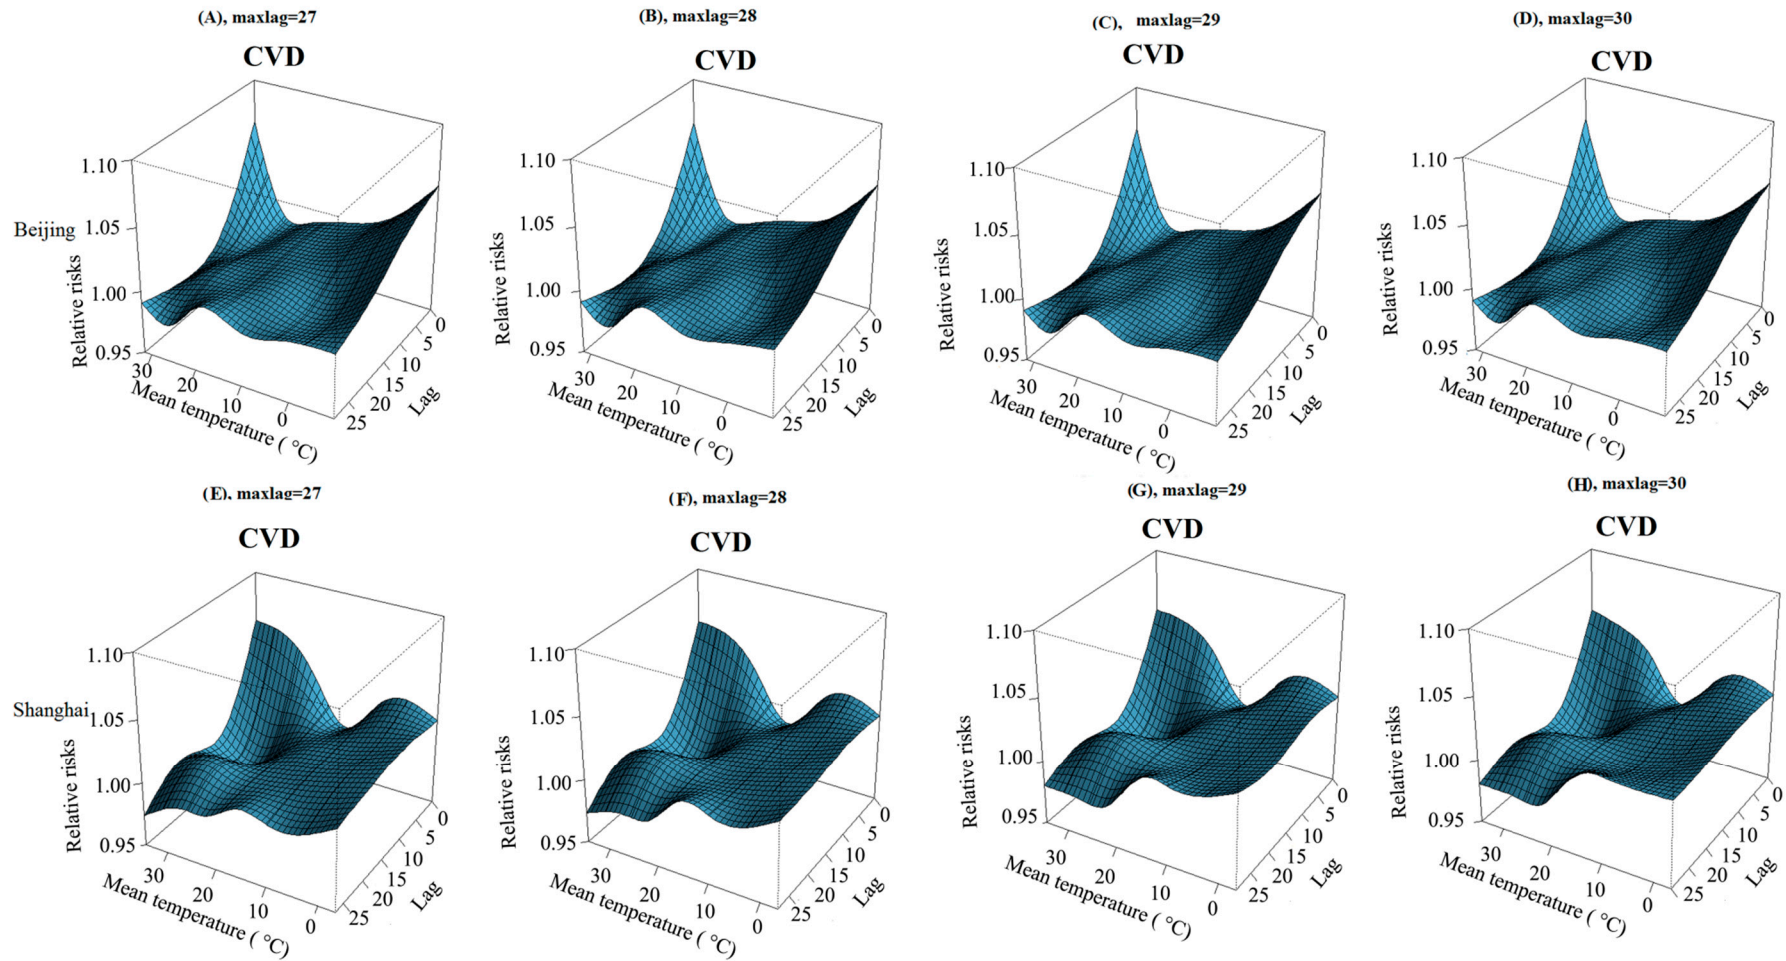 (A), maxlag=27
CVD
1.10
1.05
1.00
0.95
Relative risks
30
20
10
0
Mean temperature ( °C)
0
5
10
15
20
25
Lag
Beijing
(B), maxlag=28
CVD
1.10
1.05
1.00
0.95
Relative risks
30
20
10
0
Mean temperature ( °C)
0
5
10
15
20
25
Lag
(C), maxlag=29
CVD
1.10
1.05
1.00
0.95
Relative risks
30
20
10
0
Mean temperature ( °C)
0
5
10
15
20
25
Lag
(D), maxlag=30
CVD
1.10
1.05
1.00
0.95
Relative risks
30
20
10
0
Mean temperature ( °C)
0
5
10
15
20
25
Lag
(E), maxlag=27
CVD
1.10
1.05
1.00
0.95
Relative risks
30
20
10
0
Mean temperature ( °C)
0
5
10
15
20
25
Lag
Shanghai
(F), maxlag=28
CVD
1.10
1.05
1.00
0.95
Relative risks
30
20
10
0
Mean temperature ( °C)
0
5
10
15
20
25
Lag
(G), maxlag=29
CVD
1.10
1.05
1.00
0.95
Relative risks
30
20
10
0
Mean temperature ( °C)
0
5
10
15
20
25
Lag
(H), maxlag=30
CVD
1.10
1.05
1.00
0.95
Relative risks
30
20
10
0
Mean temperature ( °C)
0
5
10
15
20
25
Lag